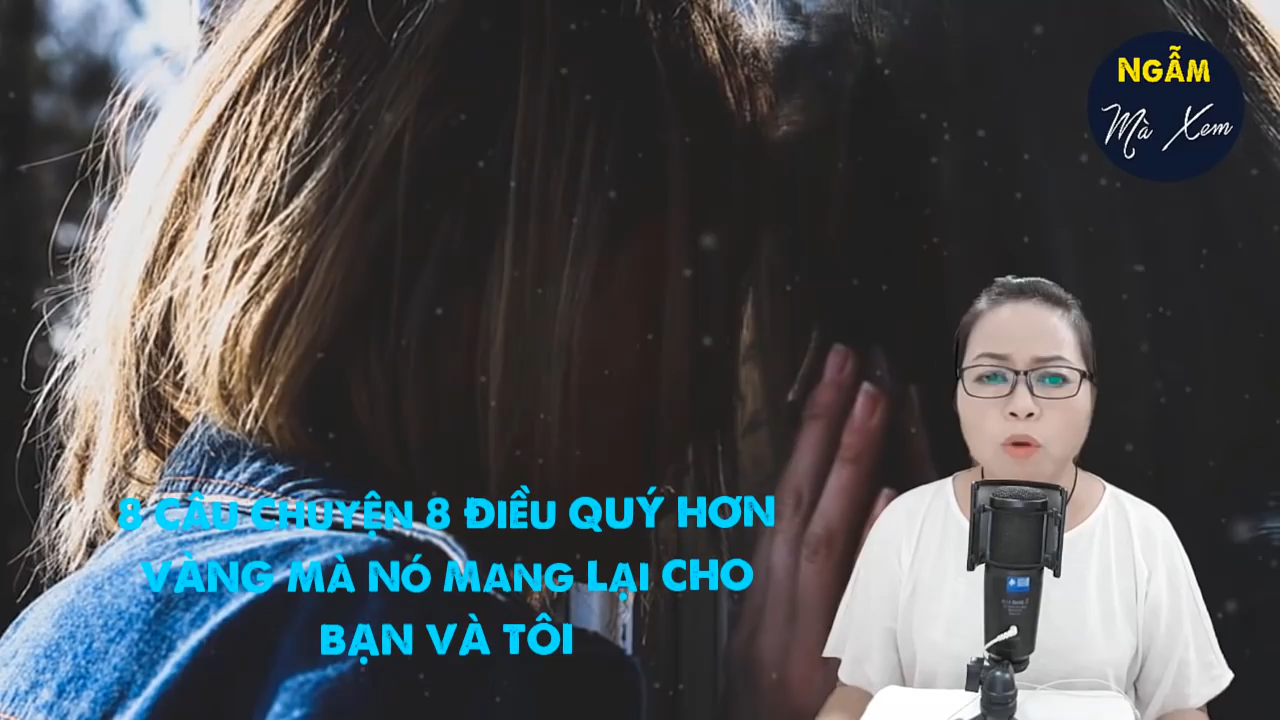 NGẪM
Mà Xem
8 CÂU CHUYỆN 8 ĐIỀU QUÝ HƠN
VÀNG MÀ NÓ MANG LẠI CHO
BẠN VÀ TÔI